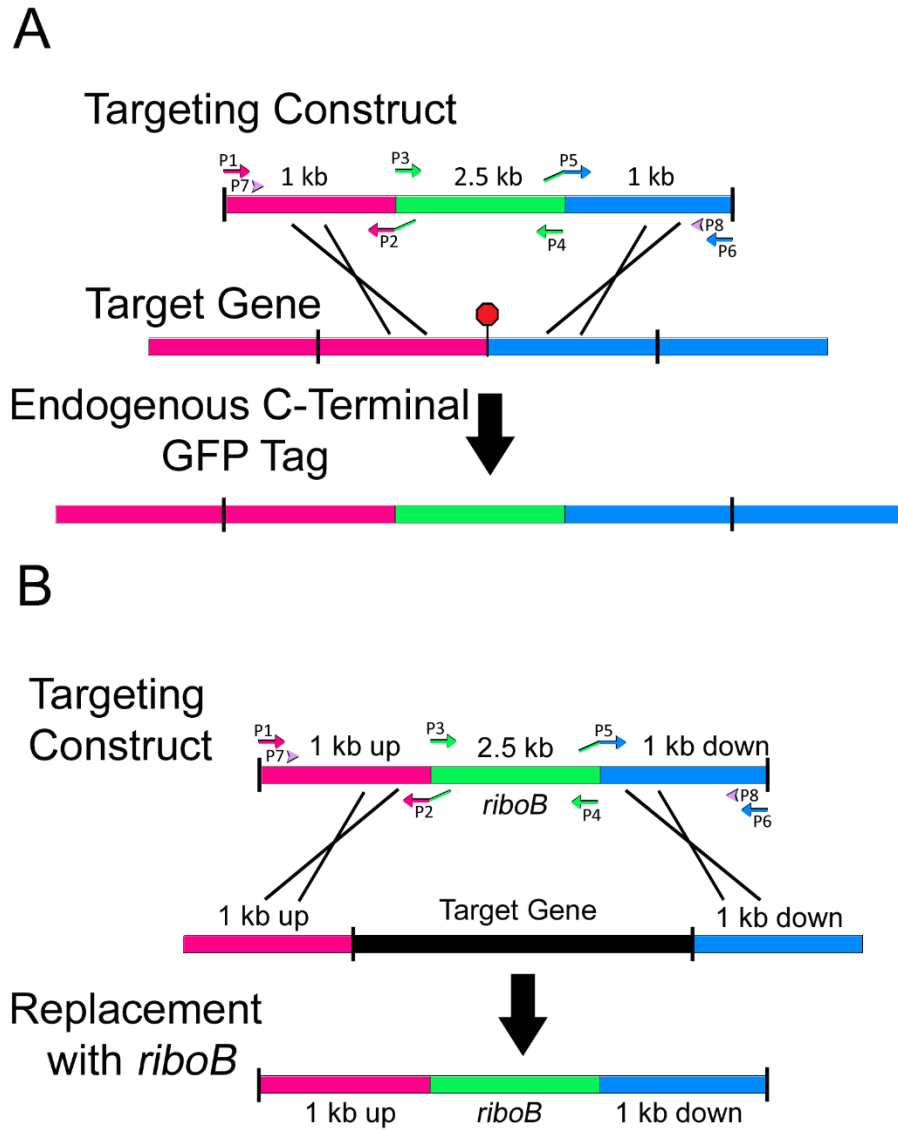 A
Targeting Construct
P1
P3
P5
1 kb
2.5 kb
1 kb
P7
P2
P4
P8
P6
Target Gene
Endogenous C-Terminal
GFP Tag
B
Targeting
Construct
P1
P3
P5
1 kb up
2.5 kb
1 kb down
P7
P2
riboB
P4
P8
P6
1 kb up
Target Gene
1 kb down
Replacement
with riboB
1 kb up
riboB
1 kb down